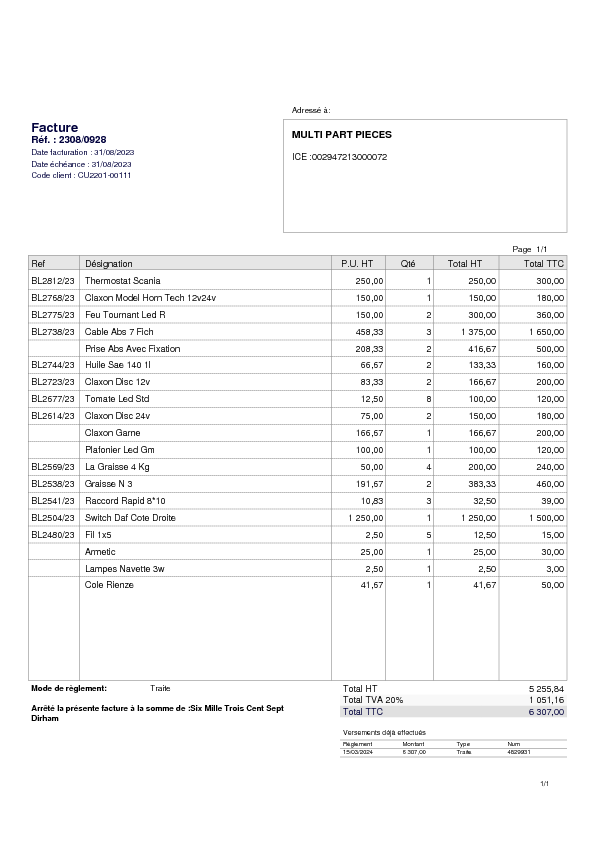 Adressé à:
Facture
Réf. : 2308/0928
Date facturation : 31/08/2023
Date échéance : 31/08/2023
Code client : CU2201-00111
MULTI PART PIECES
ICE :002947213000072
Page 1/1
Ref Désignation P.U. HT Qté Total HT Total TTC
BL2812/23 Thermostat Scania 250,00 1 250,00 300,00
BL2768/23 Claxon Model Horn Tech 12v24v 150,00 1 150,00 180,00
BL2775/23 Feu Tournant Led R 150,00 2 300,00 360,00
BL2738/23 Cable Abs 7 Fich 458,33 3 1 375,00 1 650,00
Prise Abs Avec Fixation 208,33 2 416,67 500,00
BL2744/23 Huile Sae 140 1l 66,67 2 133,33 160,00
BL2723/23 Claxon Disc 12v 83,33 2 166,67 200,00
BL2677/23 Tomate Led Std 12,50 8 100,00 120,00
BL2614/23 Claxon Disc 24v 75,00 2 150,00 180,00
Claxon Garne 166,67 1 166,67 200,00
Plafonier Led Gm 100,00 1 100,00 120,00
BL2569/23 La Graisse 4 Kg 50,00 4 200,00 240,00
BL2538/23 Graisse N 3 191,67 2 383,33 460,00
BL2541/23 Raccord Rapid 8*10 10,83 3 32,50 39,00
BL2504/23 Switch Daf Cote Droite 1 250,00 1 1 250,00 1 500,00
BL2480/23 Fil 1x5 2,50 5 12,50 15,00
Armetic 25,00 1 25,00 30,00
Lampes Navette 3w 2,50 1 2,50 3,00
Cole Rienze 41,67 1 41,67 50,00
Mode de règlement: Traite
Arrêté la présente facture à la somme de :Six Mille Trois Cent Sept
Dirham
Total HT 5 255,84
Total TVA 20% 1 051,16
Total TTC 6 307,00
Versements déjà effectués
Règlement Montant Type Num
15/03/2024 6 307,00 Traite 4829931
1/1